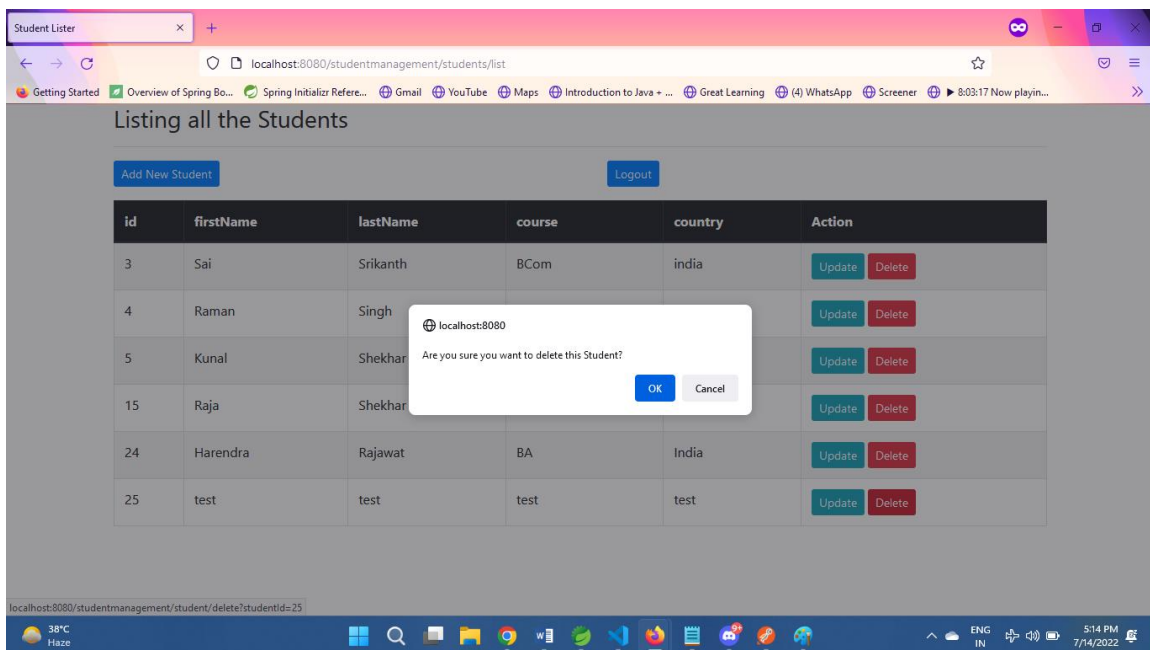 Student Lister
localhost:8080/studentmanagement/students/list
Getting Started Overview of Spring Bo... Spring Initializr Refere... Gmail YouTube Maps Introduction to Java + ... Great Learning (4) WhatsApp Screener ▶ 8:03:17 Now playin...
Listing all the Students
Add New Student Logout
id firstName lastName course country Action
3 Sai Srikanth BCom india Update Delete
4 Raman Singh Update Delete
5 Kunal Shekhar Update Delete
15 Raja Shekhar Update Delete
24 Harendra Rajawat BA India Update Delete
25 test test test test Update Delete
localhost:8080
Are you sure you want to delete this Student?
OK Cancel
localhost:8080/studentmanagement/student/delete?studentId=25
38°C
Haze
9+
ENG
IN
5:14 PM
7/14/2022